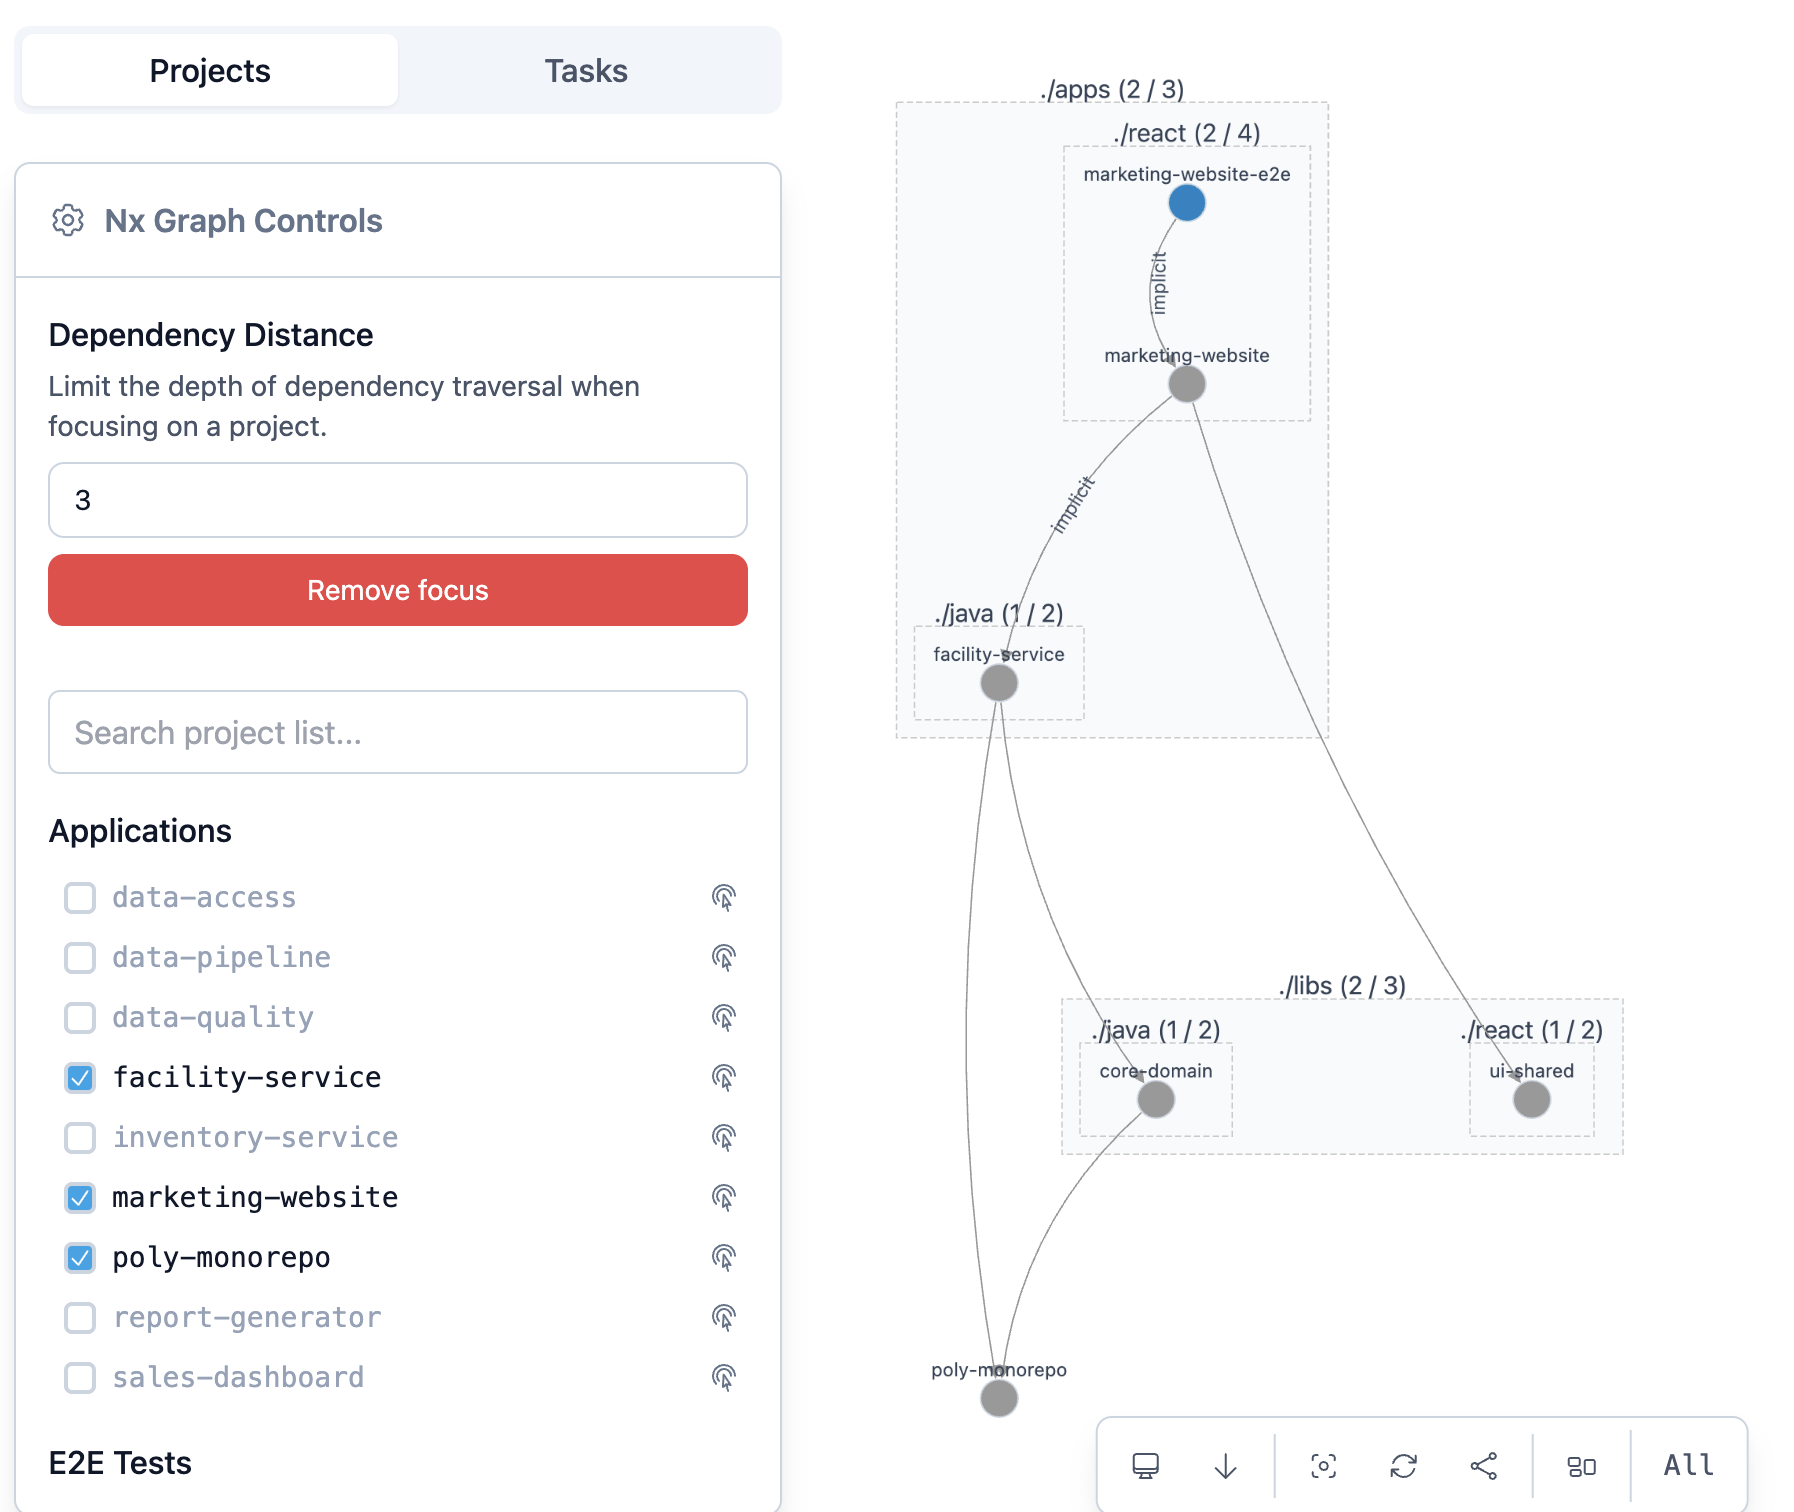 Projects
Tasks
Nx Graph Controls
Dependency Distance
Limit the depth of dependency traversal when
focusing on a project.
3
Remove focus
Search project list...
Applications
data-access
data-pipeline
data-quality
facility-service
inventory-service
marketing-website
poly-monorepo
report-generator
sales-dashboard
E2E Tests
./apps (2 / 3)
./react (2 / 4)
marketing-website-e2e
implicit
marketing-website
implicit
./java (1 / 2)
facility-service
./libs (2 / 3)
./java (1 / 2)
./react (1 / 2)
core-domain
ui-shared
poly-monorepo
All